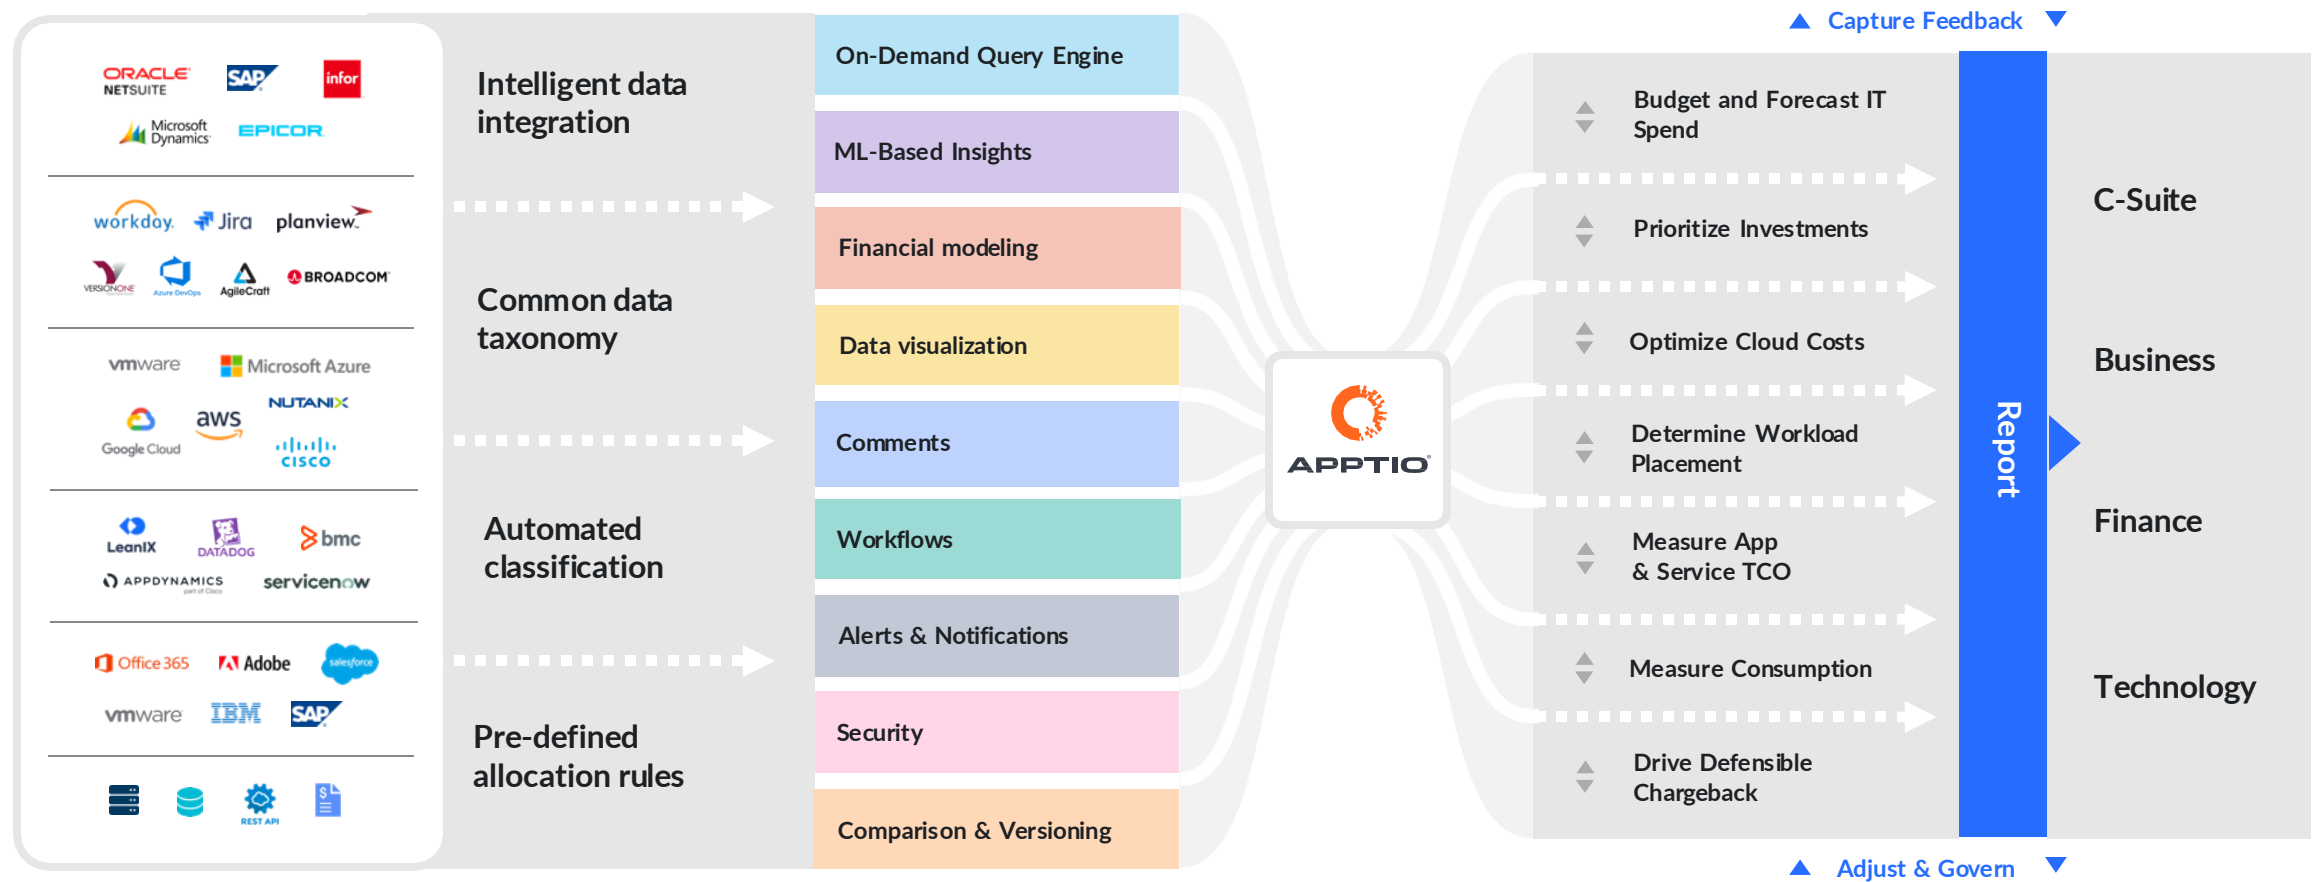 ORACLE
NETSUITE
SAP
infor
Microsoft
Dynamics
EPICOR
workday.
Jira
planview
VERSIONONE
Azure DevOps
AgileCraft
BROADCOM
vmware
Microsoft Azure
Google Cloud
aws
NUTANIX
CISCO
LeanIX
DATADOG
bmc
APPDYNAMICS
part of Cisco
servicenow
Office 365
Adobe
salesforce
vmware
IBM
SAP
REST API
$
Intelligent data
integration
Common data
taxonomy
Automated
classification
Pre-defined
allocation rules
On-Demand Query Engine
ML-Based Insights
Financial modeling
Data visualization
Comments
Workflows
Alerts & Notifications
Security
Comparison & Versioning
APPTIO
Capture Feedback
Budget and Forecast IT
Spend
Prioritize Investments
Optimize Cloud Costs
Determine Workload
Placement
Measure App
& Service TCO
Measure Consumption
Drive Defensible
Chargeback
Report
C-Suite
Business
Finance
Technology
Adjust & Govern